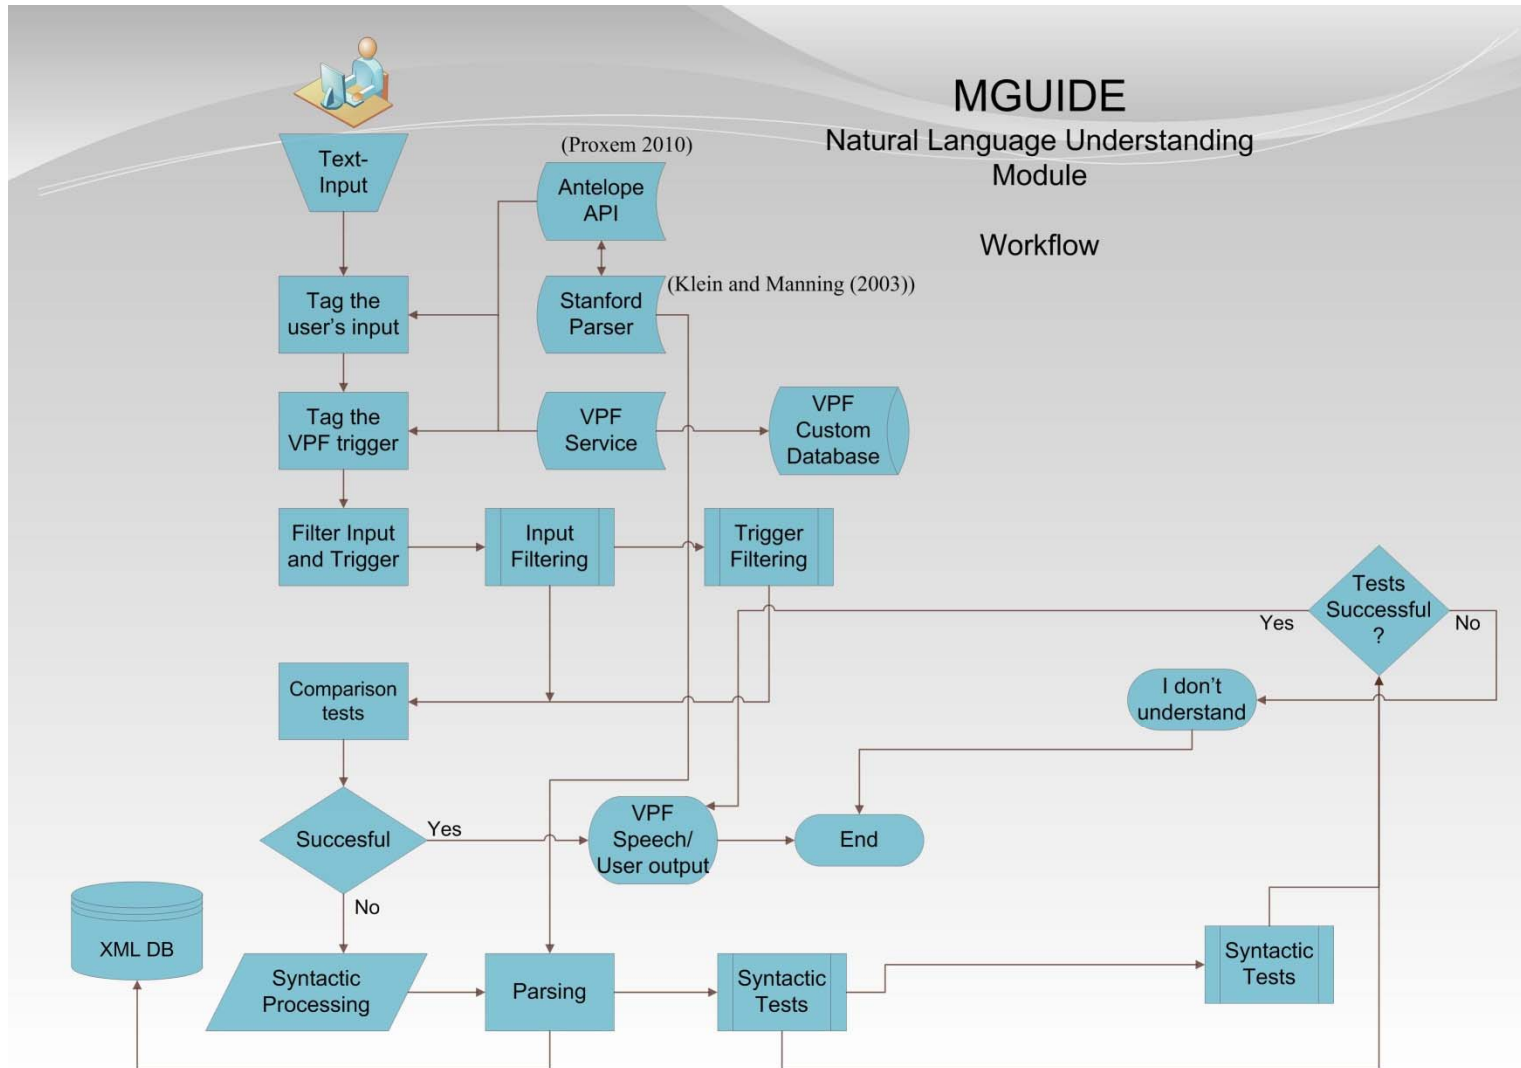 MGUIDE
Natural Language Understanding
Module
Workflow
Text-
Input
(Proxem 2010)
Antelope
API
Tag the
user's input
Stanford
Parser
(Klein and Manning (2003))
Tag the
VPF trigger
VPF
Service
VPF
Custom
Database
Filter Input
and Trigger
Input
Filtering
Trigger
Filtering
Tests
Successful
?
Yes
No
Comparison
tests
I don't
understand
Succesful
Yes
VPF
Speech/
User output
End
No
XML DB
Syntactic
Processing
Parsing
Syntactic
Tests
Syntactic
Tests